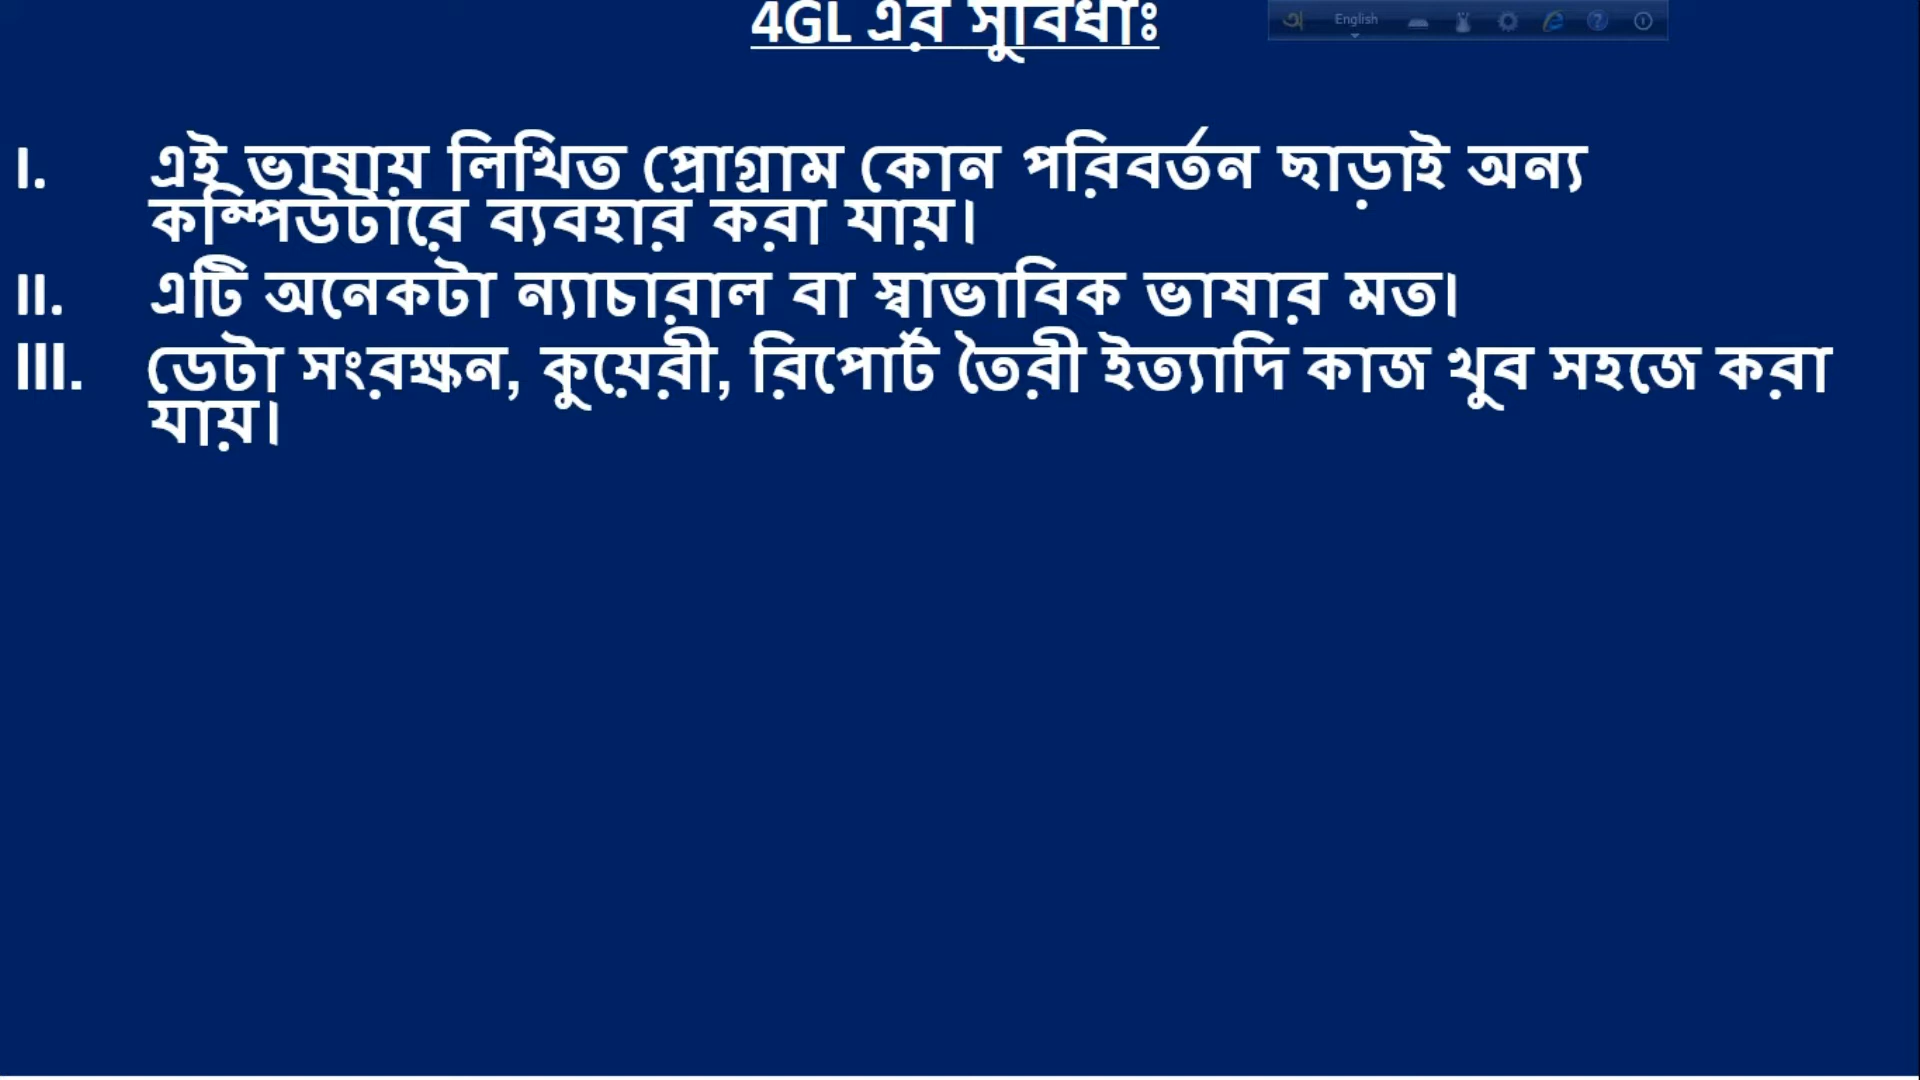 4GL এর সুবিধাঃ
English
I. এই ভাষায় লিখিত প্রোগ্রাম কোন পরিবর্তন ছাড়াই অন্য
কম্পিউটারে ব্যবহার করা যায়।
II. এটি অনেকটা ন্যাচারাল বা স্বাভাবিক ভাষার মত।
III. ডেটা সংরক্ষন, কুয়েরী, রিপোর্ট তৈরী ইত্যাদি কাজ খুব সহজে করা
যায়।